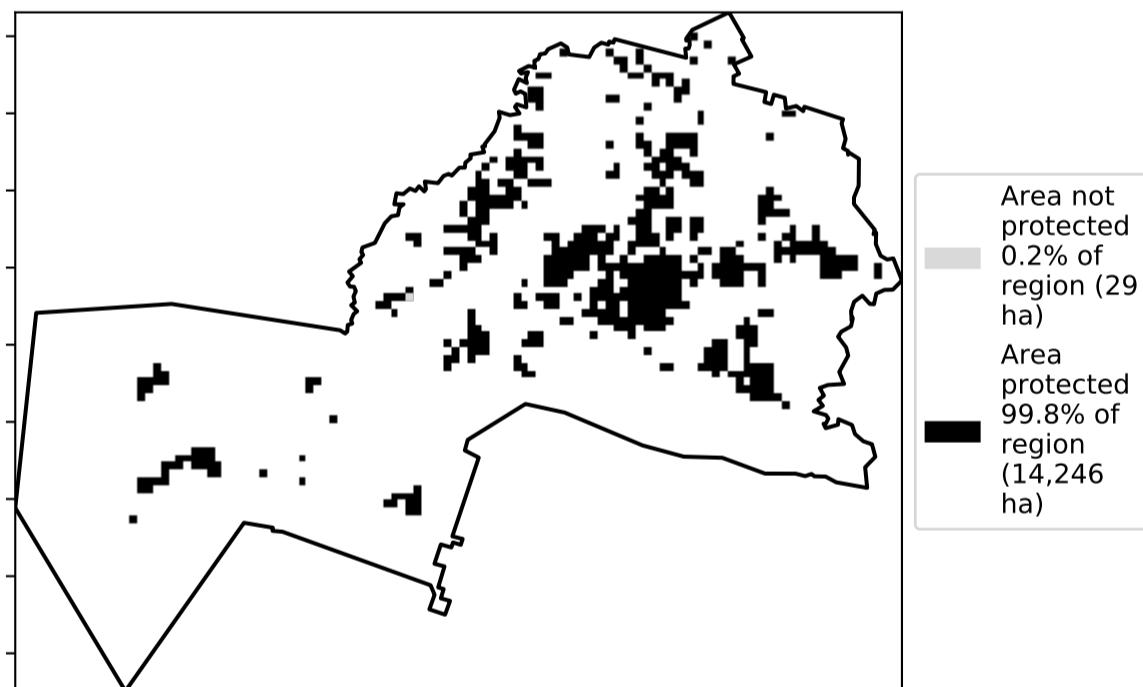 Area not
protected
0.2% of
region (29
ha)
Area
protected
99.8% of
region
(14,246
ha)